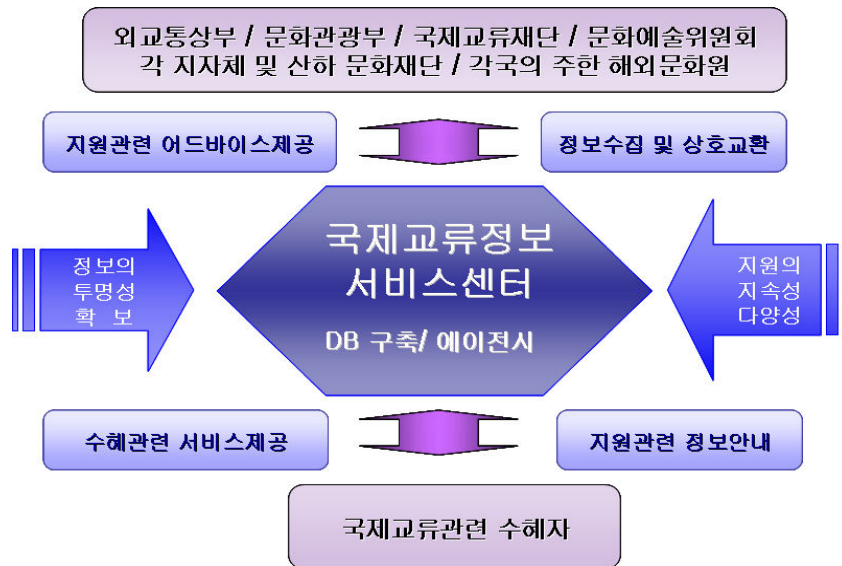 외교통상부 / 문화관광부 / 국제교류재단 / 문화예술위원회
각 지자체 및 산하 문화재단 / 각국의 주한 해외문화원
지원관련 어드바이스제공
정보수집 및 상호교환
정보의
투명성
확 보
국제교류정보
서비스센터
DB 구축/ 에이전시
지원의
지속성
다양성
수혜관련 서비스제공
지원관련 정보안내
국제교류관련 수혜자